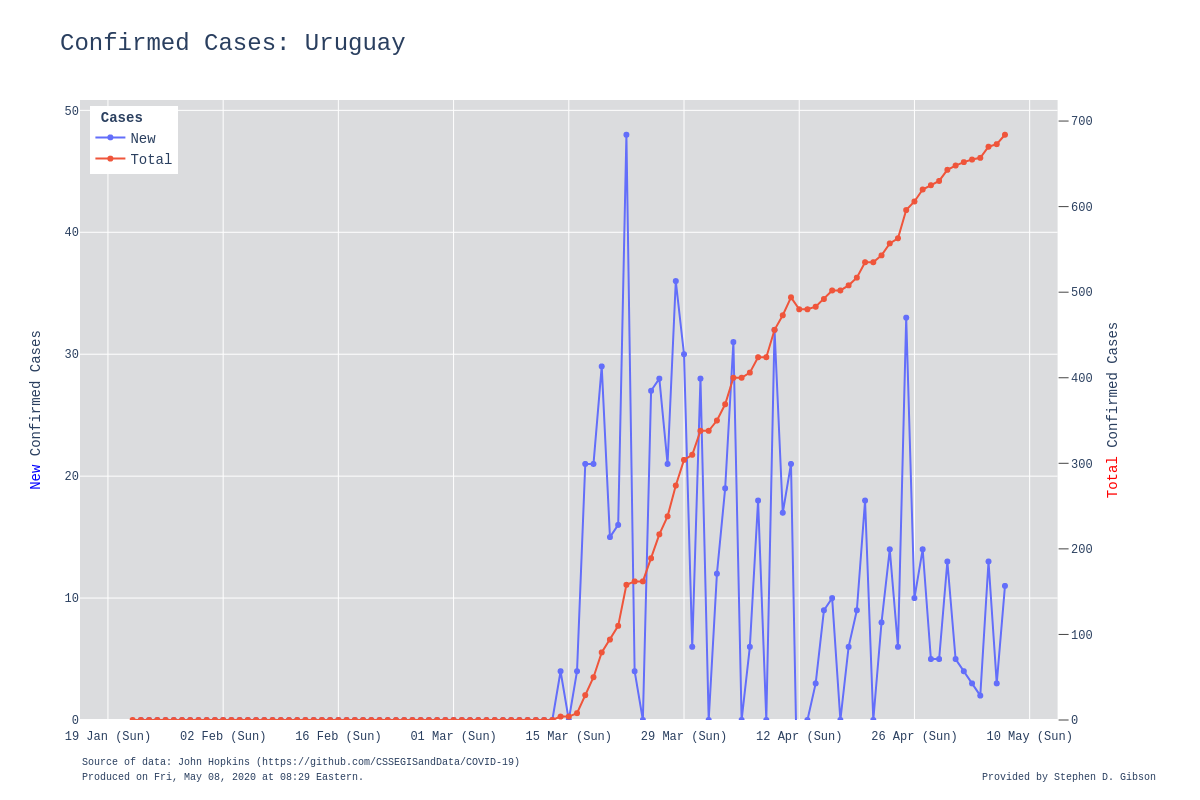 Confirmed Cases: Uruguay
Cases
New
Total
50
40
30
20
10
0
700
600
500
400
300
200
100
0
New Confirmed Cases
Total Confirmed Cases
19 Jan (Sun) 02 Feb (Sun) 16 Feb (Sun) 01 Mar (Sun) 15 Mar (Sun) 29 Mar (Sun) 12 Apr (Sun) 26 Apr (Sun) 10 May (Sun)
Source of data: John Hopkins (https://github.com/CSSEGISandData/COVID-19)
Produced on Fri, May 08, 2020 at 08:29 Eastern.
Provided by Stephen D. Gibson